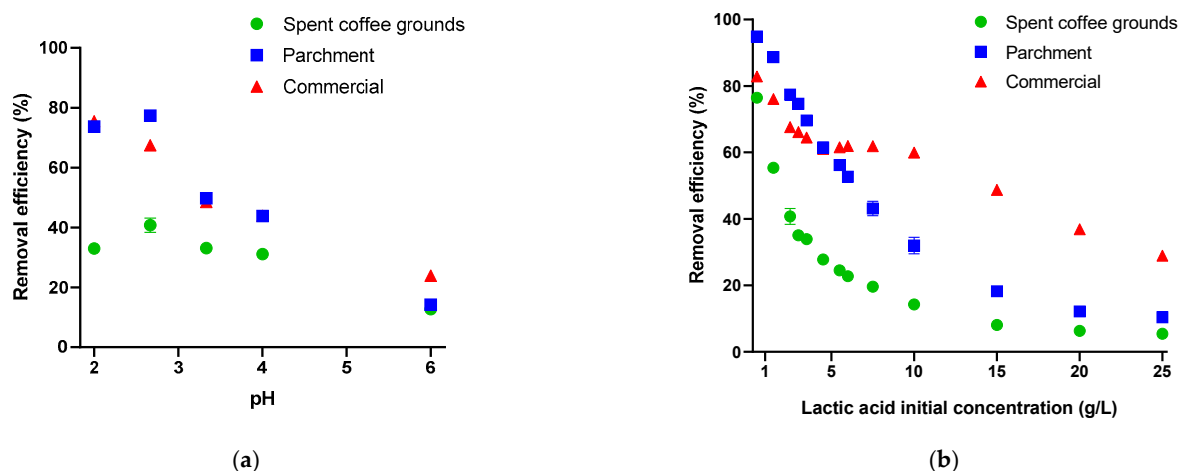 Spent coffee grounds
Parchment
Commercial
Removal efficiency (%)
100
80
60
40
20
0
2 3 4 5 6
pH
(a)
Spent coffee grounds
Parchment
Commercial
Removal efficiency (%)
100
80
60
40
20
0
1 5 10 15 20 25
Lactic acid initial concentration (g/L)
(b)